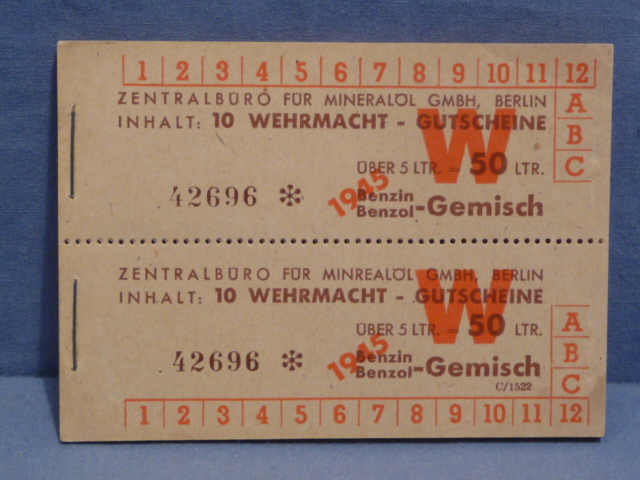 1 2 3 4 5 6 7 8 9 10 11 12
ZENTRALBÜRO FÜR MINERALÖL GMBH, BERLIN
A
INHALT: 10 WEHRMACHT - GUTSCHEINE
B
W
ÜBER 5 LTR. = 50 LTR.
C
42696 *
1945
Benzin
Benzol-Gemisch
ZENTRALBÜRO FÜR MINREALÖL GMBH, BERLIN
INHALT: 10 WEHRMACHT - GUTSCHEINE
W
ÜBER 5 LTR. = 50 LTR.
A
42696 *
1945
Benzin
B
Benzol-Gemisch
C/1522
C
1 2 3 4 5 6 7 8 9 10 11 12